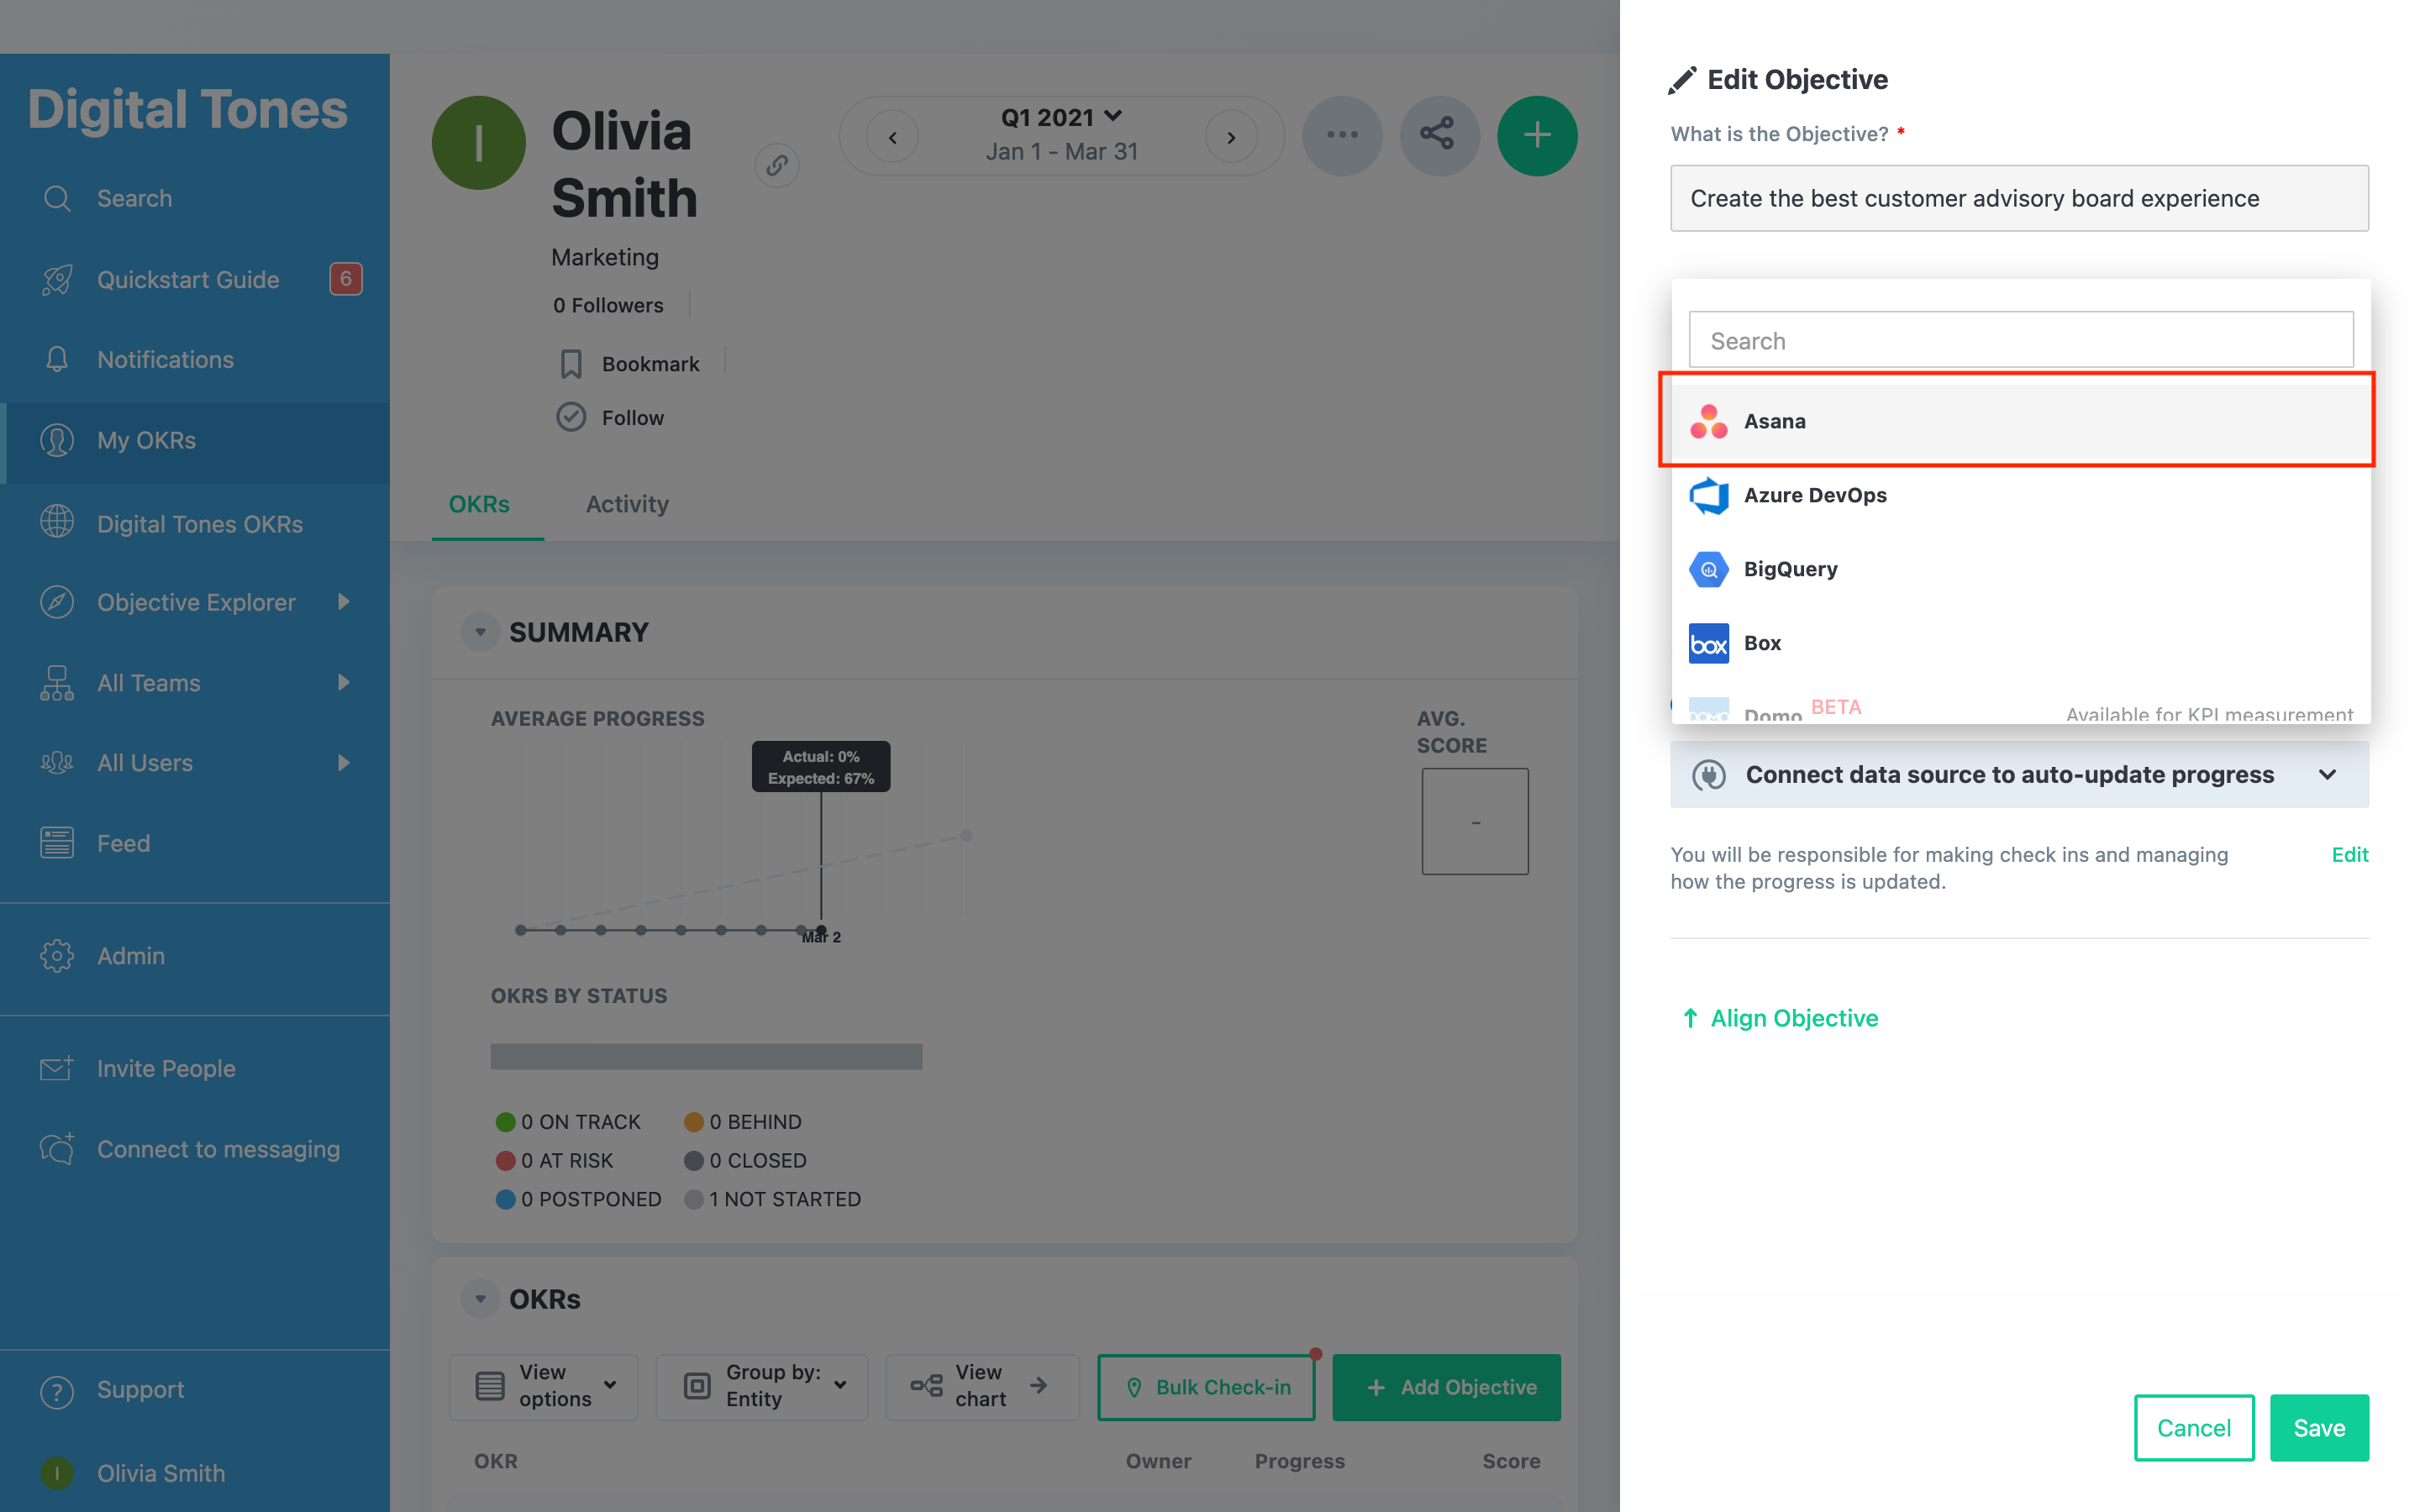 Digital Tones
Search
Quickstart Guide 6
Notifications
My OKRs
Digital Tones OKRs
Objective Explorer
All Teams
All Users
Feed
Admin
Invite People
Connect to messaging
Support
I Olivia Smith
I
Olivia
Smith
Marketing
0 Followers
Bookmark
Follow
Q1 2021
Jan 1 - Mar 31
OKRs Activity
SUMMARY
AVERAGE PROGRESS
Actual: 0%
Expected: 67%
Mar 2
AVG.
SCORE
-
OKRS BY STATUS
0 ON TRACK 0 BEHIND
0 AT RISK 0 CLOSED
0 POSTPONED 1 NOT STARTED
OKRs
View
options
Group by:
Entity
View
chart
Bulk Check-in
+ Add Objective
OKR Owner Progress Score
Edit Objective
What is the Objective? *
Create the best customer advisory board experience
Search
Asana
Azure DevOps
BigQuery
box Box
Domo BETA Available for KPI measurement
Connect data source to auto-update progress
You will be responsible for making check ins and managing Edit
how the progress is updated.
Align Objective
Cancel Save